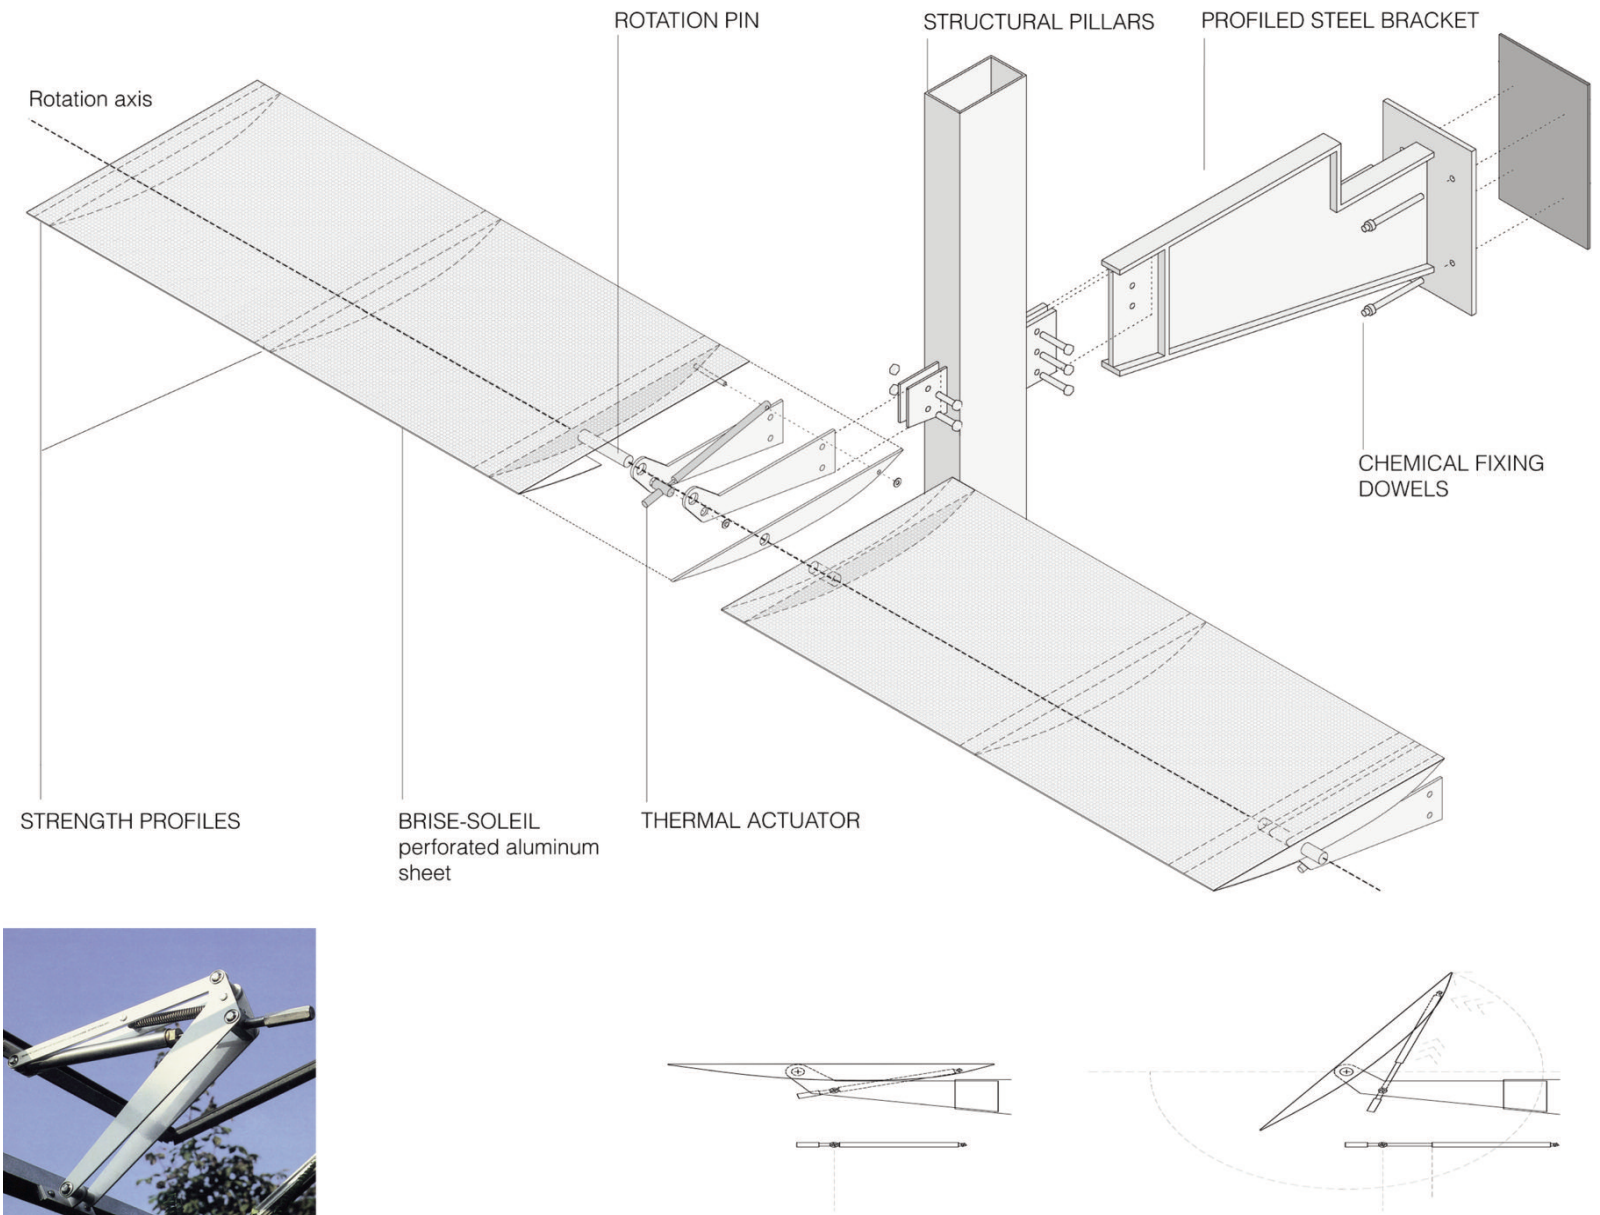 ROTATION PIN
STRUCTURAL PILLARS
PROFILED STEEL BRACKET
Rotation axis
CHEMICAL FIXING
DOWELS
STRENGTH PROFILES
BRISE-SOLEIL
perforated aluminum
sheet
THERMAL ACTUATOR